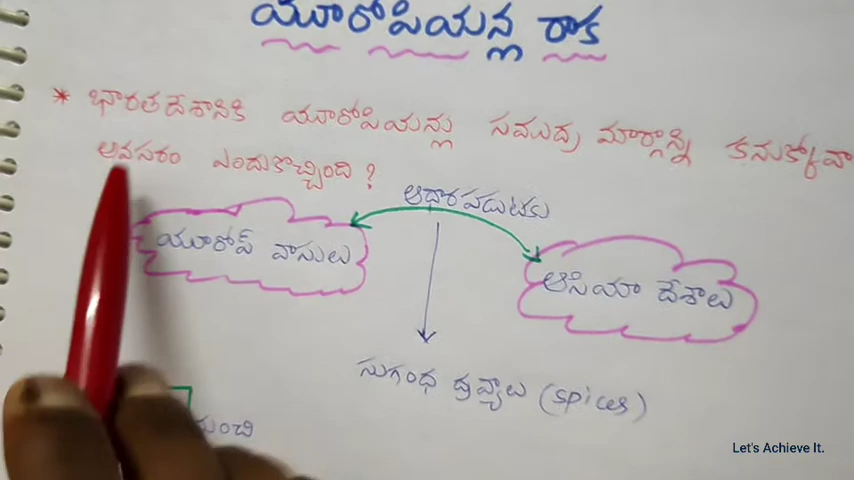 యూరోపియన్ల రాక
* భారతదేశానికి యూరోపియన్లు సముద్ర మార్గాన్ని కనుక్కోవా
అవసరం ఎందుకొచ్చింది ?
ఆధారపడుటకు
యూరోప్ వాసులు
ఆసియా దేశాలు
సుగంధ ద్రవ్యాలు (spices)
నుంచి
Let's Achieve It.